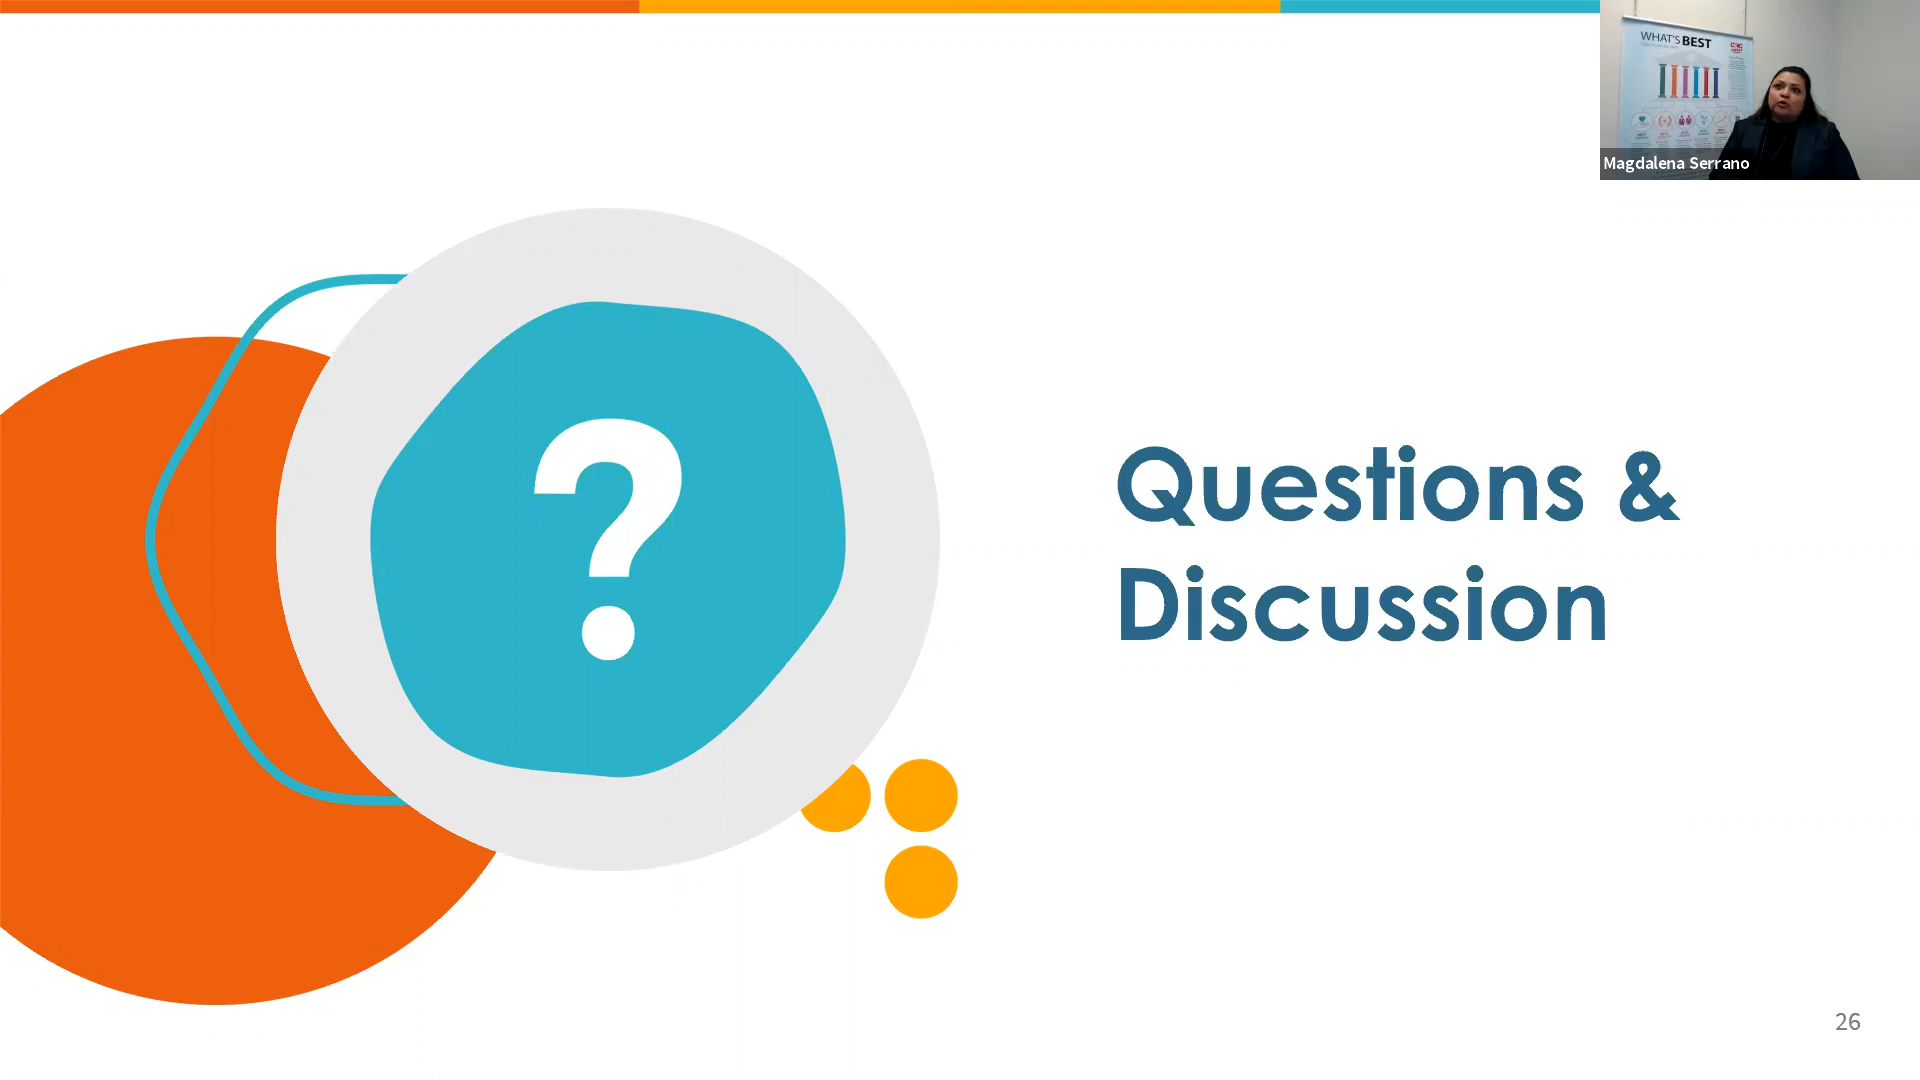 WHAT'S BEST
Magdalena Serrano
?
Questions &
Discussion
26